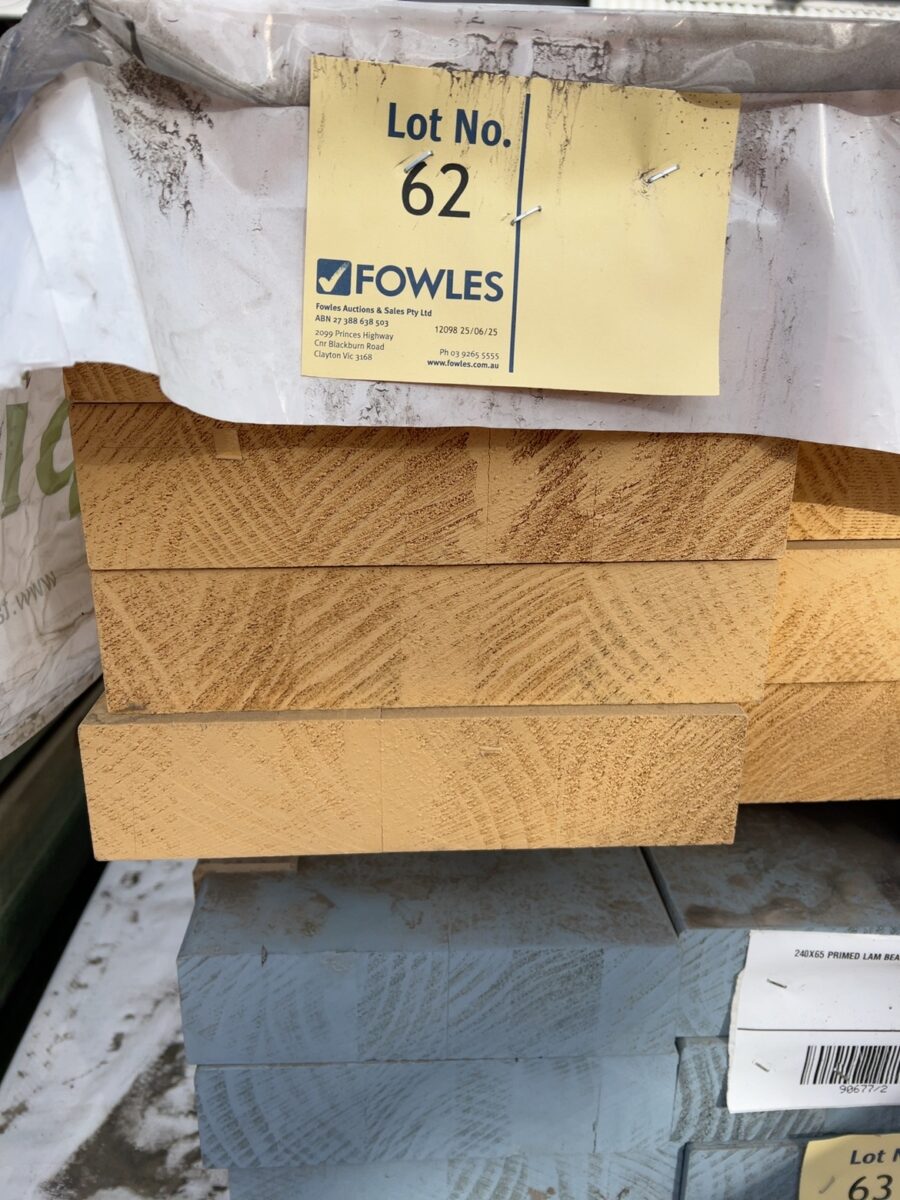 Lot No.
62
FOWLES
Fowles Auctions & Sales Pty Ltd
ABN 27 388 638 503
12098 25/06/25
2099 Princes Highway
Cnr Blackburn Road
Clayton Vic 3168
Ph 03 9265 5555
www.fowles.com.au
www.
240X65 PRIMED LAM BEA
90677/2
Lot N
63